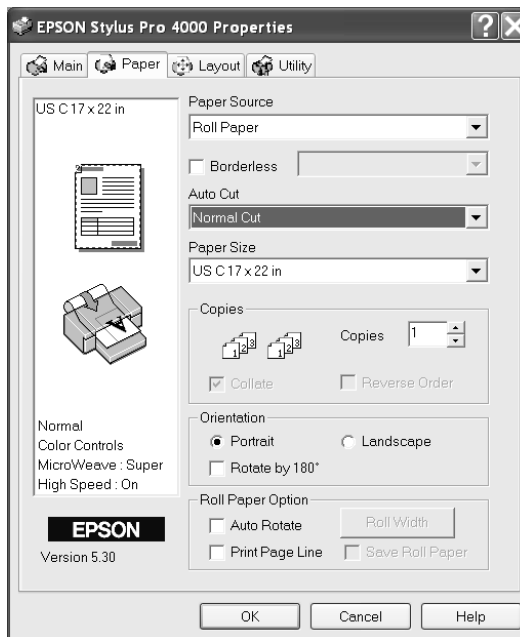 EPSON Stylus Pro 4000 Properties
Main Paper Layout Utility
US C 17 x 22 in
Normal
Color Controls
MicroWeave : Super
High Speed : On
EPSON
Version 5.30
Paper Source
Roll Paper
Borderless
Auto Cut
Normal Cut
Paper Size
US C 17 x 22 in
Copies
Copies 1
Collate
Reverse Order
Orientation
Portrait
Landscape
Rotate by 180°
Roll Paper Option
Auto Rotate
Roll Width
Print Page Line
Save Roll Paper
OK
Cancel
Help